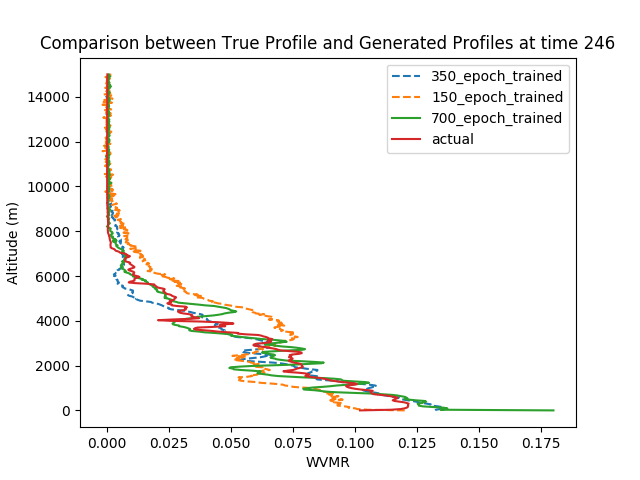 Comparison between True Profile and Generated Profiles at time 246
350_epoch_trained
150_epoch_trained
700_epoch_trained
actual
14000
12000
10000
8000
6000
4000
2000
0
Altitude (m)
0.000 0.025 0.050 0.075 0.100 0.125 0.150 0.175
WVMR